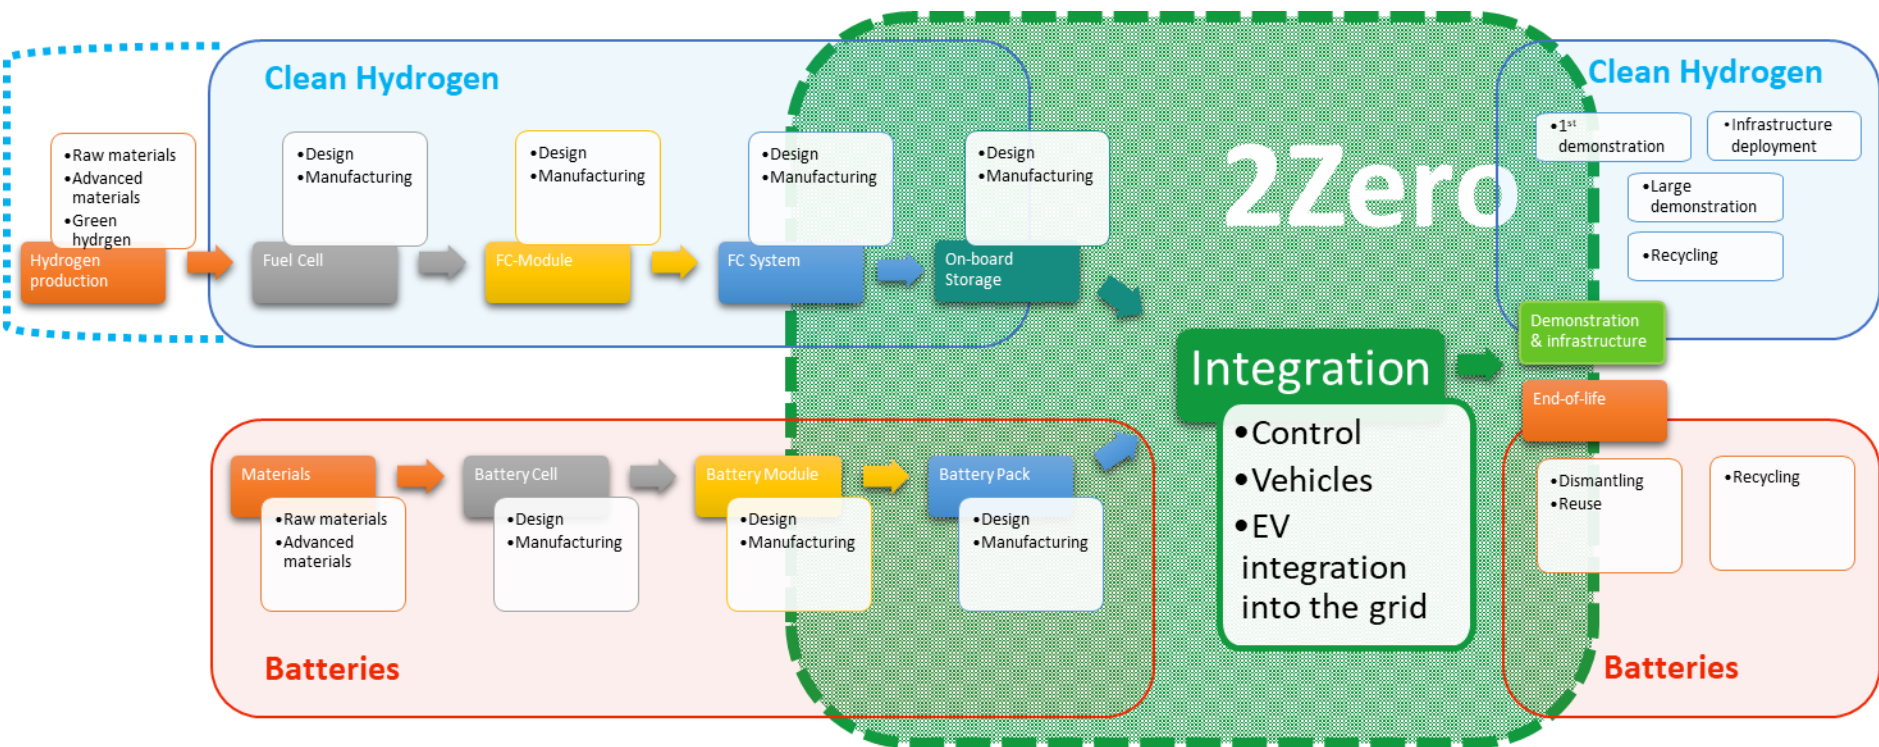 Clean Hydrogen
•Raw materials
•Advanced
materials
•Green
hydrgen
Hydrogen
production
•Design
•Manufacturing
Fuel Cell
•Design
•Manufacturing
FC-Module
•Design
•Manufacturing
FC System
•Design
•Manufacturing
On-board
Storage
2Zero
Integration
•Control
•Vehicles
•EV
integration
into the grid
Clean Hydrogen
•1st
demonstration
•Infrastructure
deployment
•Large
demonstration
•Recycling
Demonstration
& infrastructure
End-of-life
•Dismantling
•Reuse
•Recycling
Batteries
Materials
•Raw materials
•Advanced
materials
Battery Cell
•Design
•Manufacturing
Battery Module
•Design
•Manufacturing
Battery Pack
•Design
•Manufacturing
Batteries